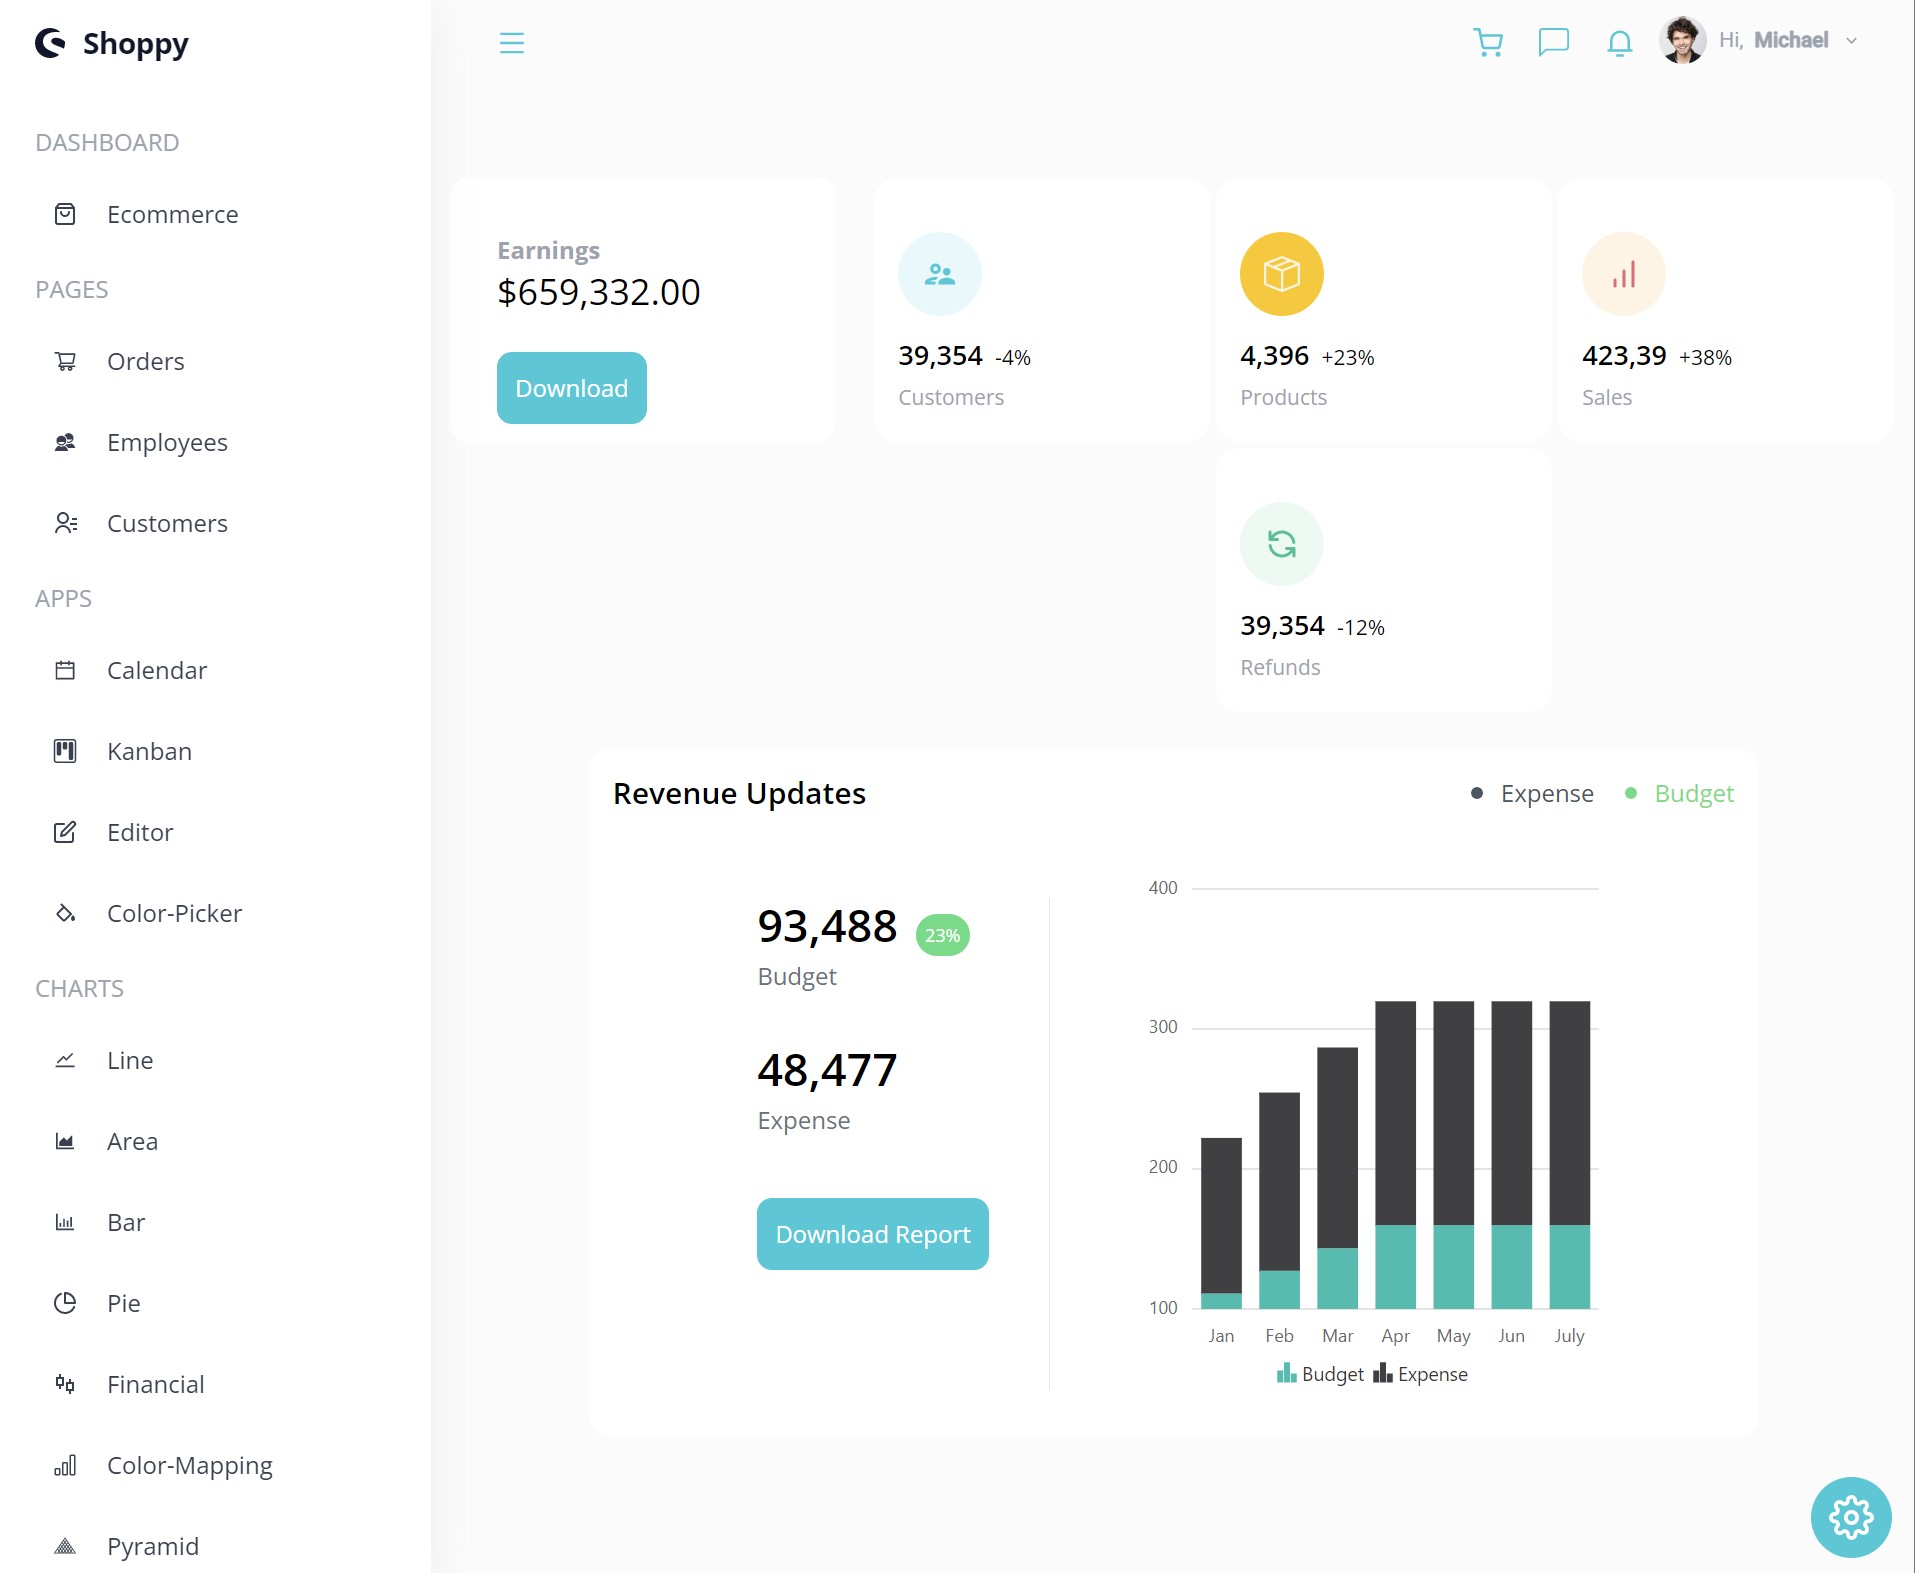 Shoppy
Hi, Michael
DASHBOARD
Ecommerce
PAGES
Orders
Employees
Customers
APPS
Calendar
Kanban
Editor
Color-Picker
CHARTS
Line
Area
Bar
Pie
Financial
Color-Mapping
Pyramid
Earnings
$659,332.00
Download
39,354 -4%
Customers
4,396 +23%
Products
423,39 +38%
Sales
39,354 -12%
Refunds
Revenue Updates
Expense
Budget
93,488 23%
Budget
48,477
Expense
Download Report
400
300
200
100
Jan Feb Mar Apr May Jun July
Budget Expense